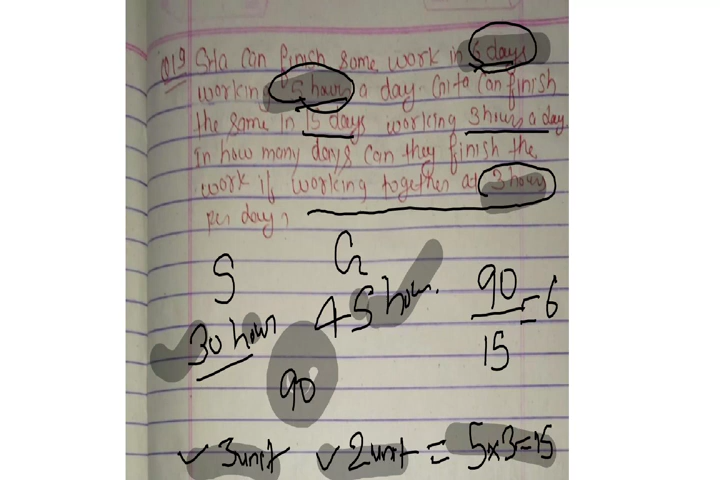 Q19 Sita can finish some work in 6 days
working 5 hours a day. Gita can finish
the same in 15 days working 3 hours a day
in how many days can they finish the
work if working together at 3 hours
per day?
S G
30 hour 45 hour. 90/15 = 6
90
✓ 3 unit ✓ 2 unit = 5x3=15